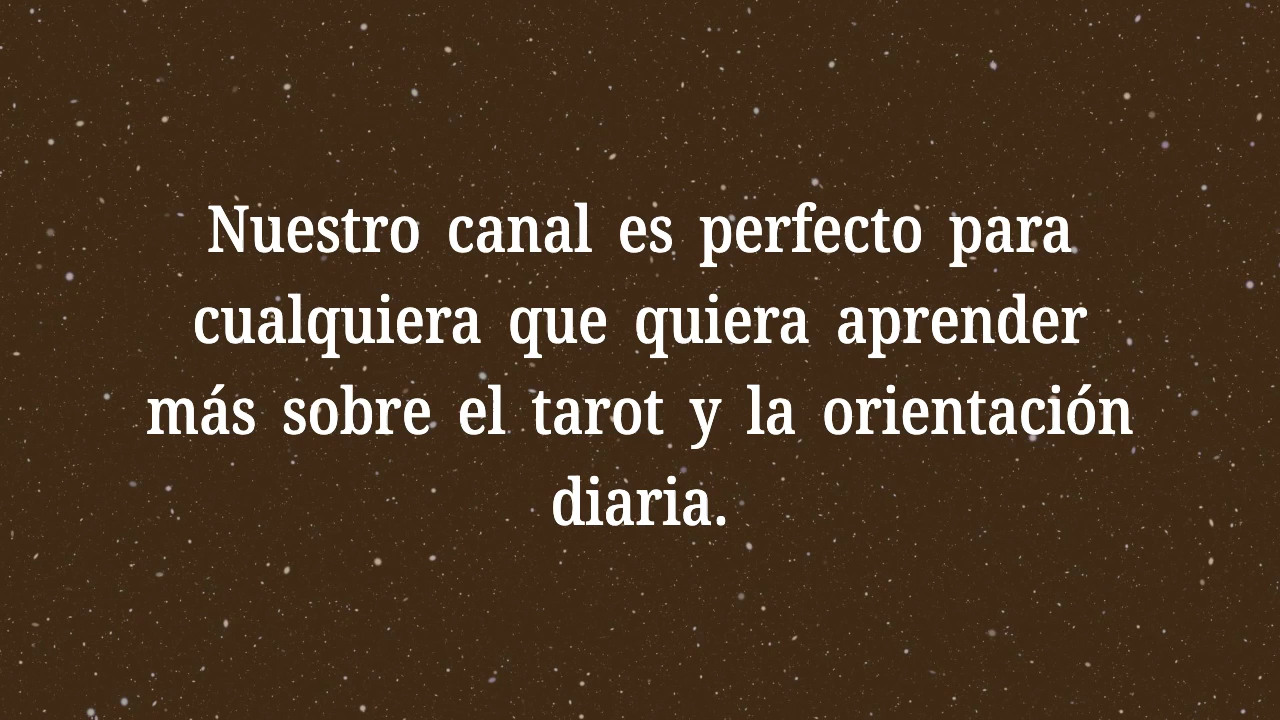 Nuestro canal es perfecto para
cualquiera que quiera aprender
más sobre el tarot y la orientación
diaria.